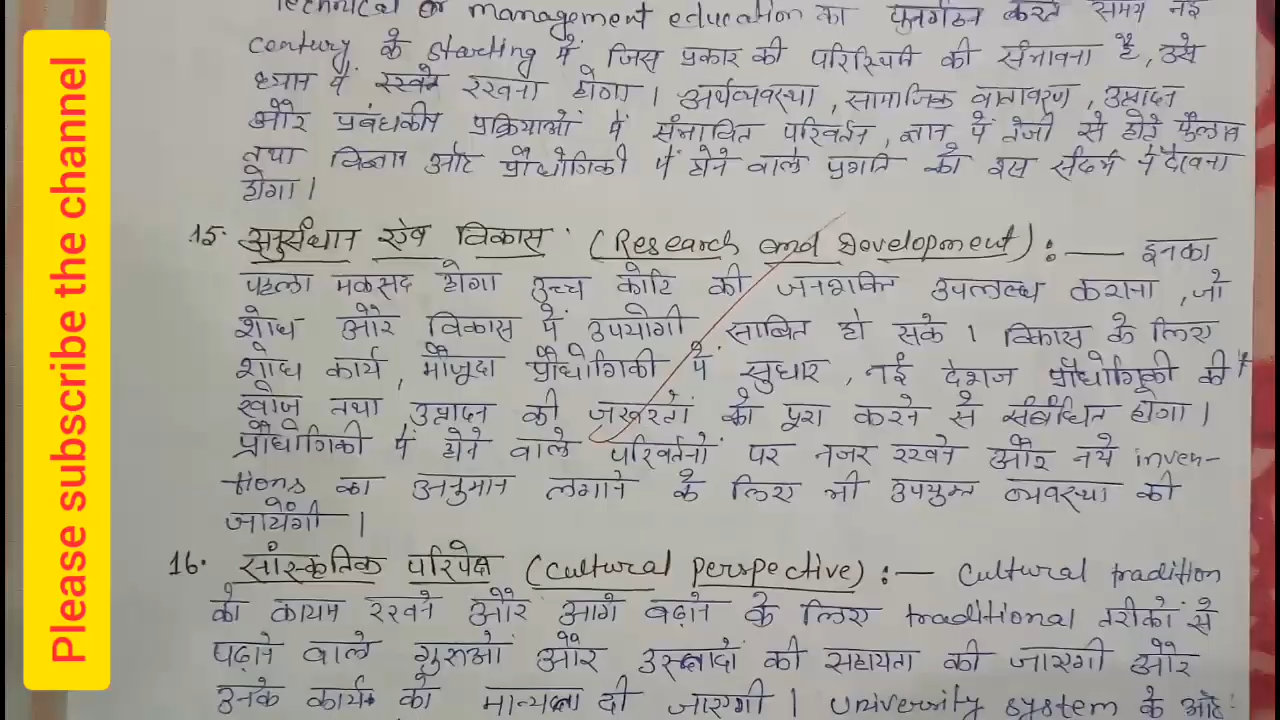 Please subscribe the channel
Technical or management education का पुनर्गठन करते समय नई
century के starting में जिस प्रकार की परिस्थिति की संभावना है, उसे
ध्यान में रखना होगा। अर्थव्यवस्था, सामाजिक वातावरण, उत्पादन
और प्रबंधकीन प्रक्रियाओं में संभावित परिवर्तन, ज्ञान में तेजी से होते फैलाव
तथा विज्ञान और प्रौधोगिकी में होने वाले प्रगति को इस संदर्भ में देखना
होगा।
15. अनुसंधान एंव विकास (Research and Development) :— इनका
पहला मकसद होगा उच्च कोटि की जनशक्ति उपलब्ध कराना, जो
शोध और विकास में उपयोगी साबित हो सके। विकास के लिए
शोध कार्य, मौजूदा प्रौधोगिकी में सुधार, नई देशज प्रौधोगिकी की
खोज तथा उत्पादन की जरुरतों को पूरा करने से संबंधित होगा।
प्रौधोगिकी में होने वाले परिवर्तनों पर नजर रखने और नये inven-
tions का अनुमान लगाने के लिए भी उपयुक्त व्यवस्था की
जायेगी।
16. सांस्कृतिक परिपेक्ष (Cultural perspective) :— Cultural tradition
को कायम रखने और आगे बढ़ाने के लिए traditional तरीकों से
पढ़ाने वाले गुरुओं और उस्तादों की सहायता की जाएगी और
उनके कार्य को मान्यता दी जाएगी। University system के और